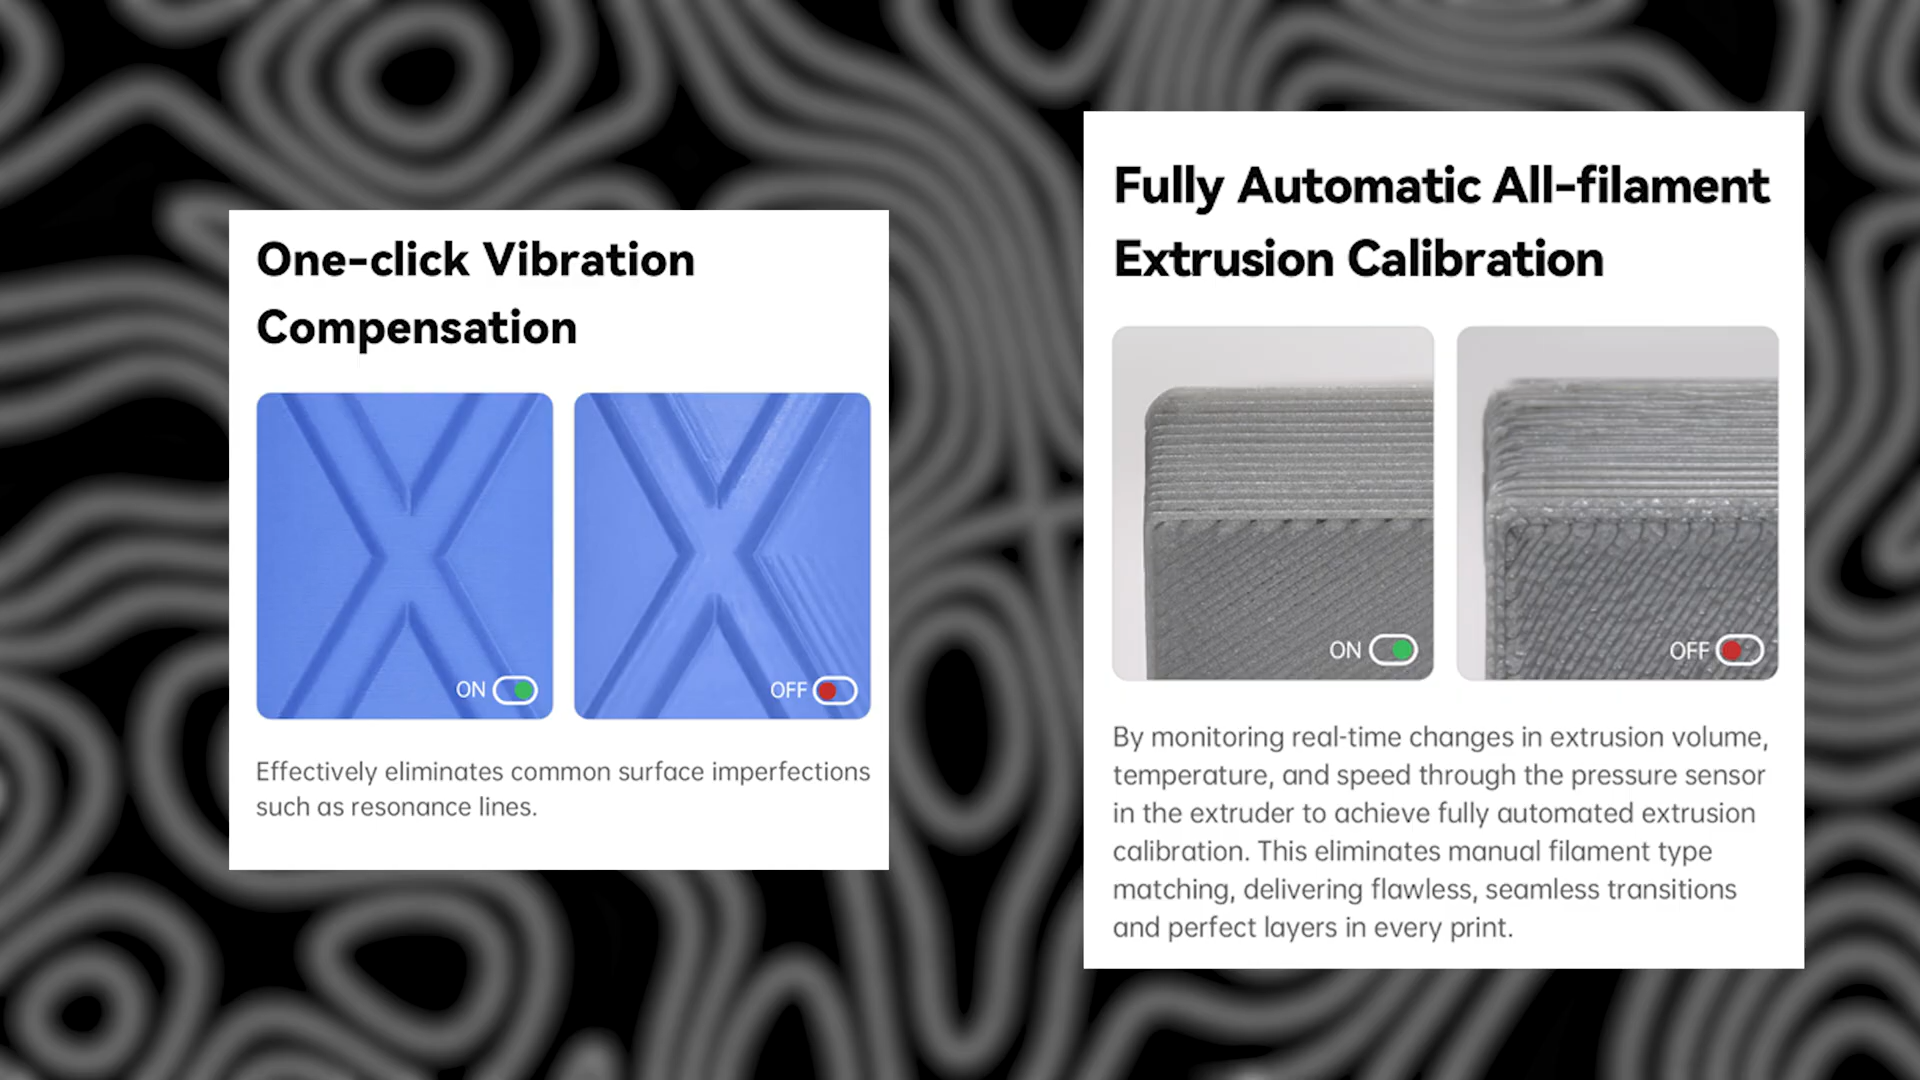 One-click Vibration
Compensation
ON
OFF
Effectively eliminates common surface imperfections
such as resonance lines.
Fully Automatic All-filament
Extrusion Calibration
ON
OFF
By monitoring real-time changes in extrusion volume,
temperature, and speed through the pressure sensor
in the extruder to achieve fully automated extrusion
calibration. This eliminates manual filament type
matching, delivering flawless, seamless transitions
and perfect layers in every print.